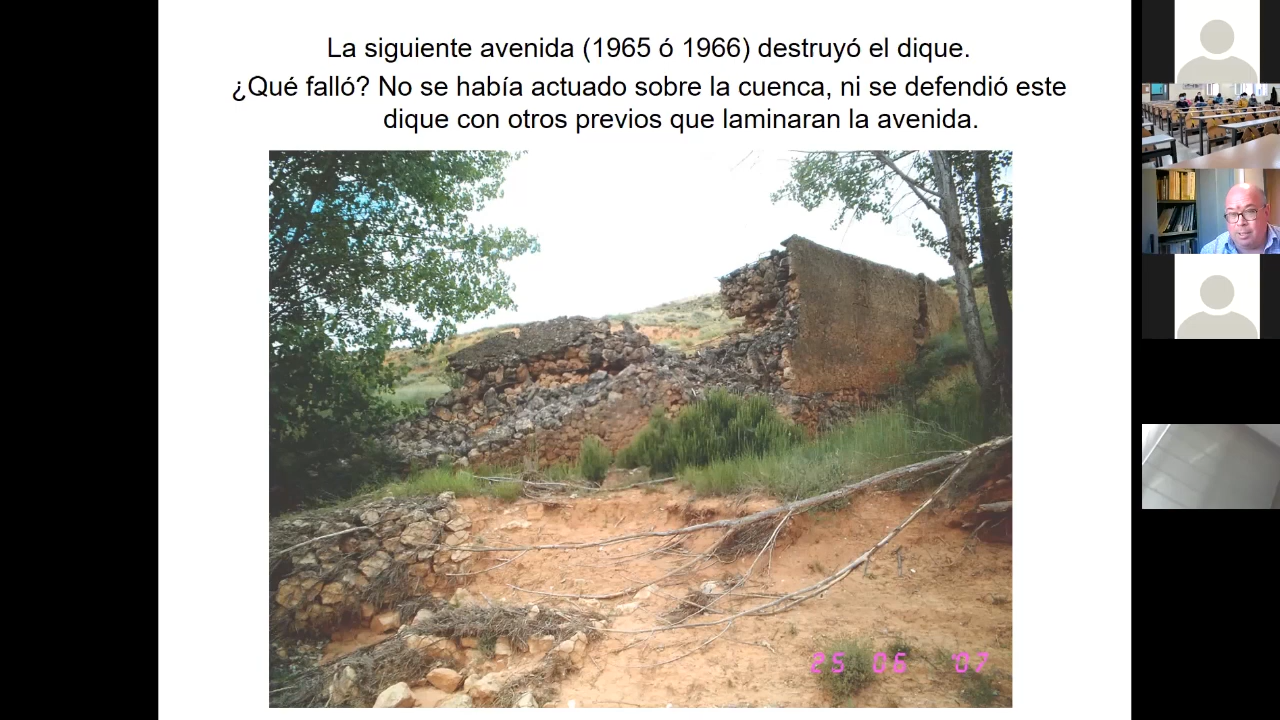 La siguiente avenida (1965 ó 1966) destruyó el dique.
¿Qué falló? No se había actuado sobre la cuenca, ni se defendió este
dique con otros previos que laminaran la avenida.
25 06 '07